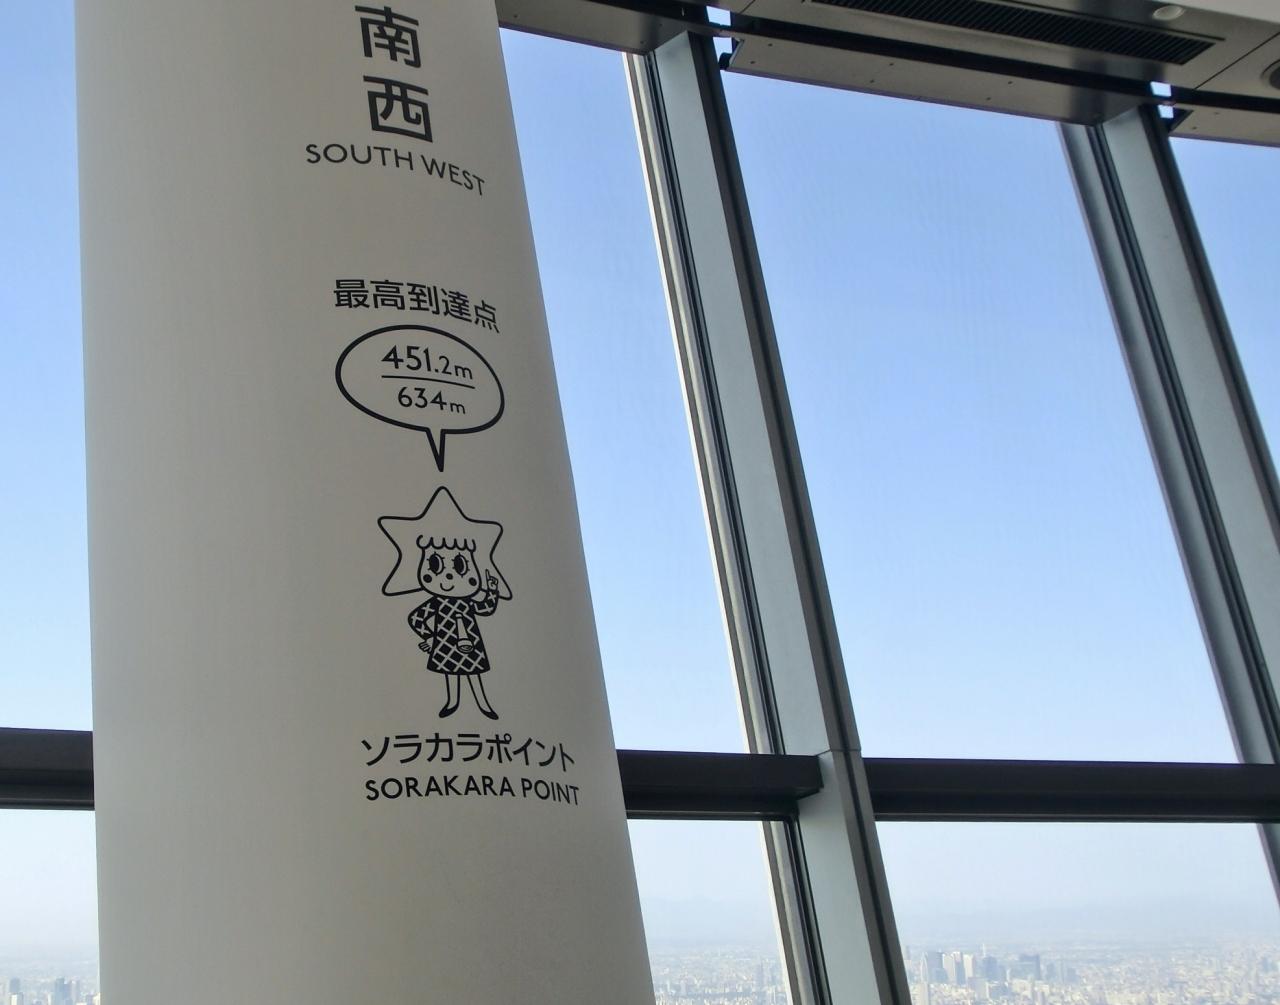 南
西
SOUTH WEST
最高到達点
451.2m
634m
ソラカラポイント
SORAKARA POINT